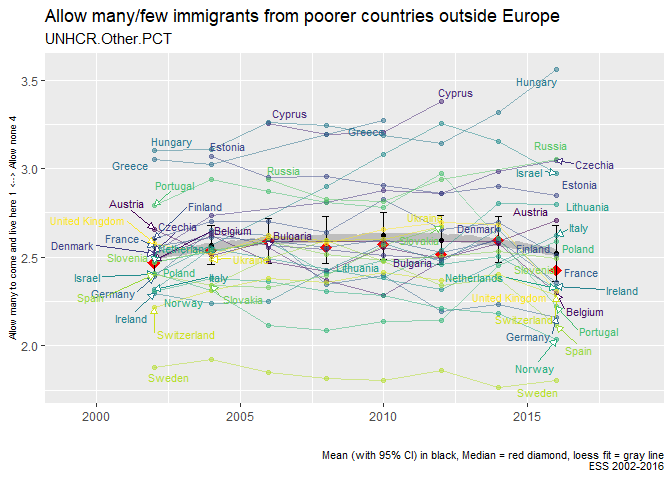 Allow many/few immigrants from poorer countries outside Europe
UNHCR.Other.PCT
Allow many to come and live here 1 <--> Allow none 4
3.5
3.0
2.5
2.0
2000
2005
2010
2015
Hungary
Greece
Estonia
Portugal
Austria
Finland
United Kingdom
Czechia
France
Belgium
Denmark
Netherlands
Slovenia
Ukraine
Poland
Israel
Italy
Spain
Germany
Norway
Slovakia
Ireland
Switzerland
Sweden
Cyprus
Russia
Bulgaria
Greece
Lithuania
Cyprus
Ukraine
Slovakia
Bulgaria
Denmark
Netherlands
Hungary
Russia
Czechia
Israel
Estonia
Lithuania
Austria
Italy
Finland
Poland
Slovenia
France
Ireland
United Kingdom
Belgium
Switzerland
Portugal
Germany
Spain
Norway
Sweden
Mean (with 95% CI) in black, Median = red diamond, loess fit = gray line
ESS 2002-2016